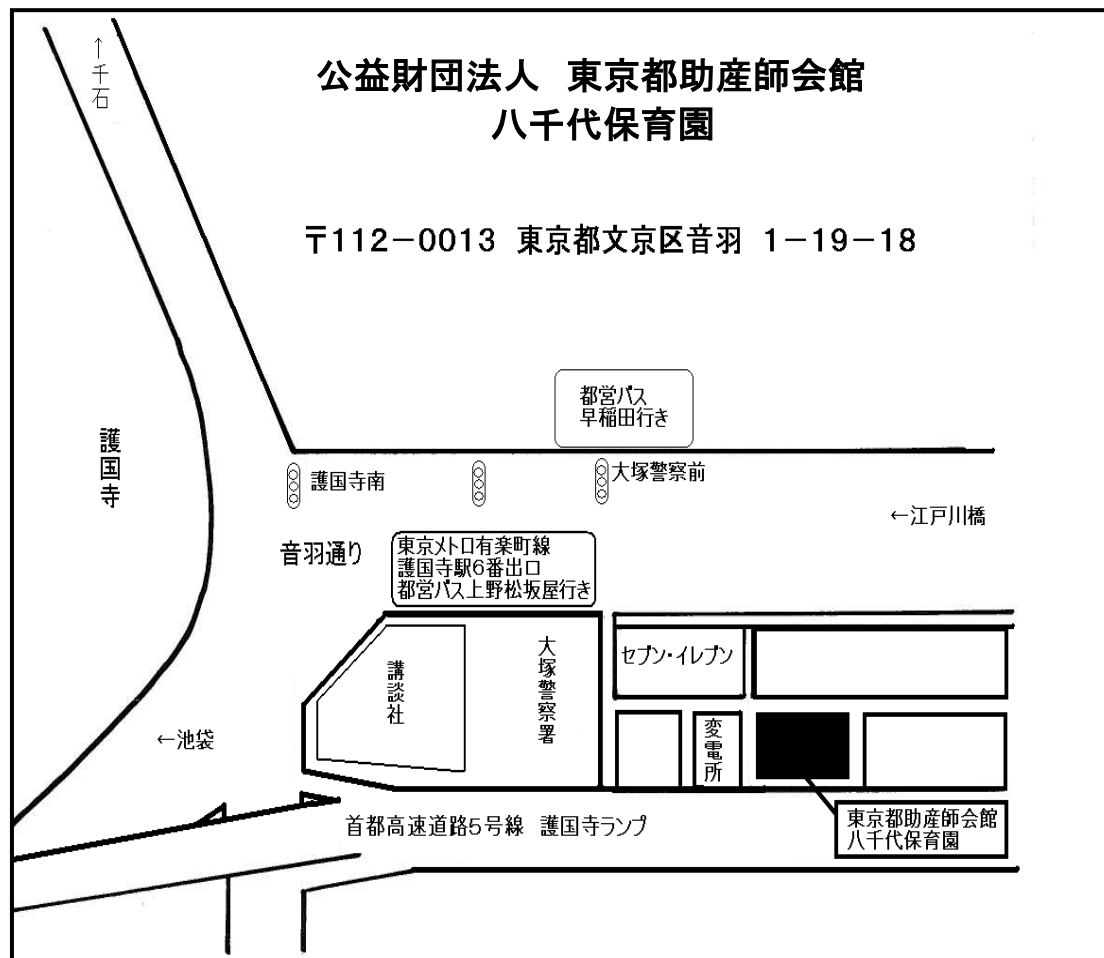 公益財団法人 東京都助産師会館
八千代保育園
〒112-0013 東京都文京区音羽 1-19-18
↑千石
護国寺
都営バス
早稲田行き
護国寺南
大塚警察前
←江戸川橋
音羽通り
東京メトロ有楽町線
護国寺駅6番出口
都営バス上野松坂屋行き
講談社
大塚警察署
セブン・イレブン
変電所
←池袋
東京都助産師会館
八千代保育園
首都高速道路5号線 護国寺ランプ